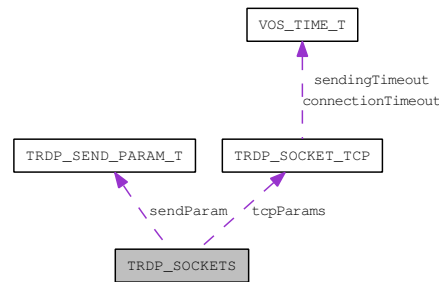 VOS_TIME_T
sendingTimeout
connectionTimeout
TRDP_SEND_PARAM_T
TRDP_SOCKET_TCP
sendParam
tcpParams
TRDP_SOCKETS